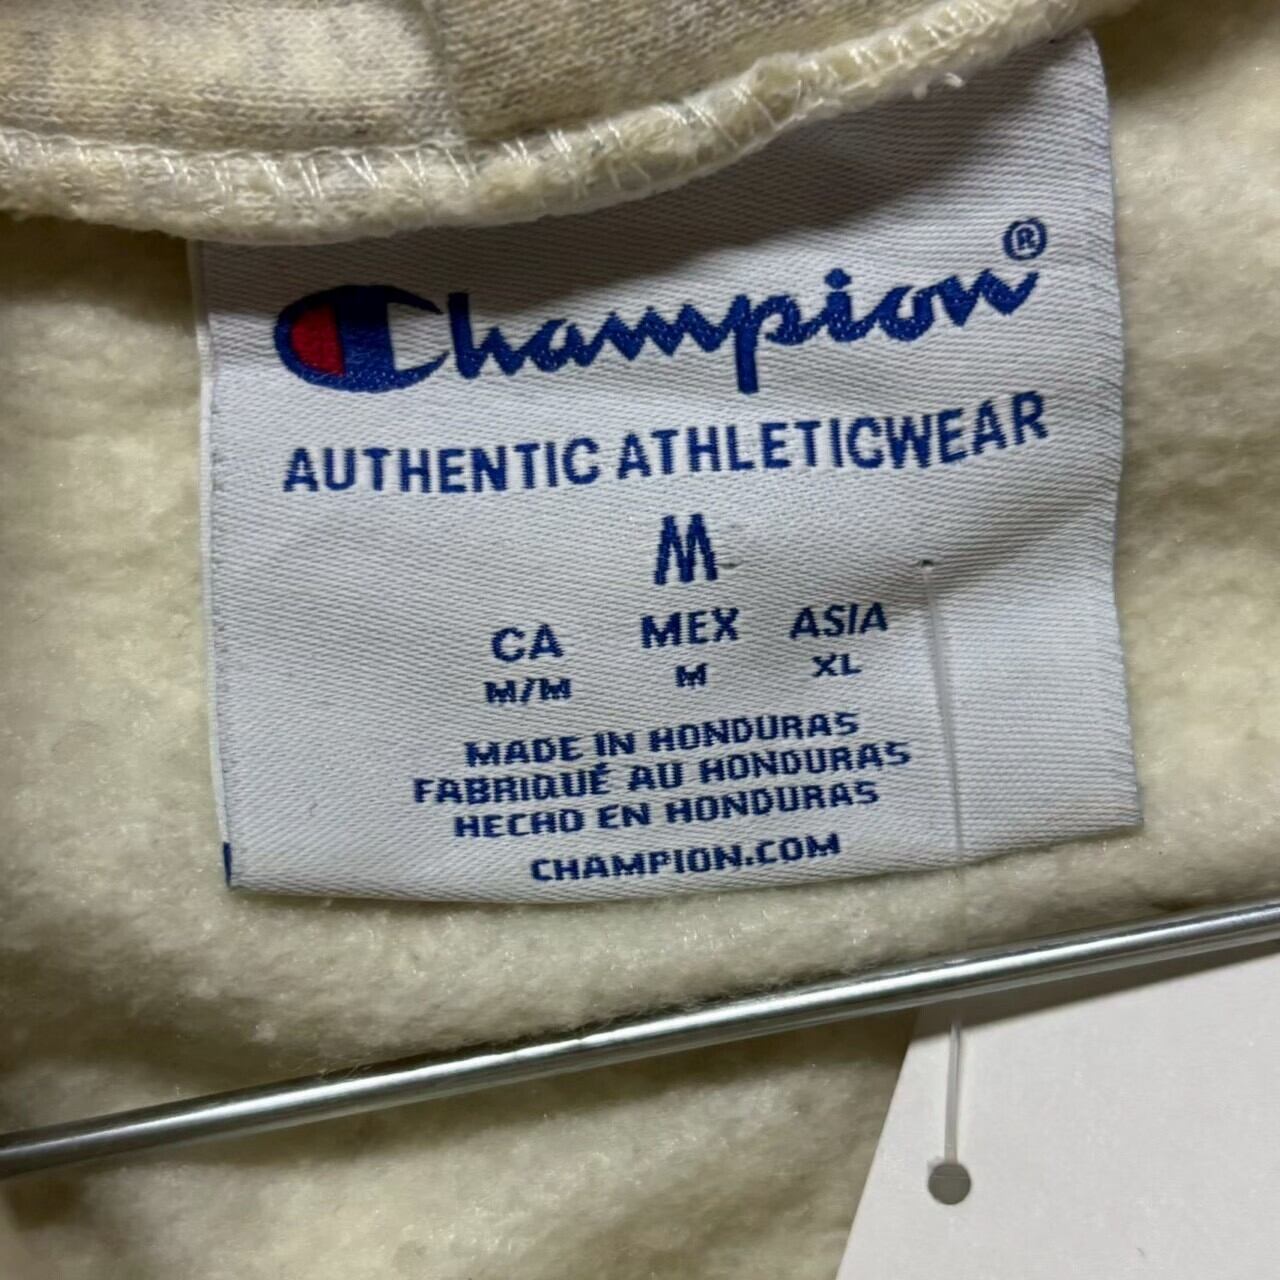 Champion®
AUTHENTIC ATHLETICWEAR
M
CA MEX ASIA
M/M M XL
MADE IN HONDURAS
FABRIQUÉ AU HONDURAS
HECHO EN HONDURAS
CHAMPION.COM